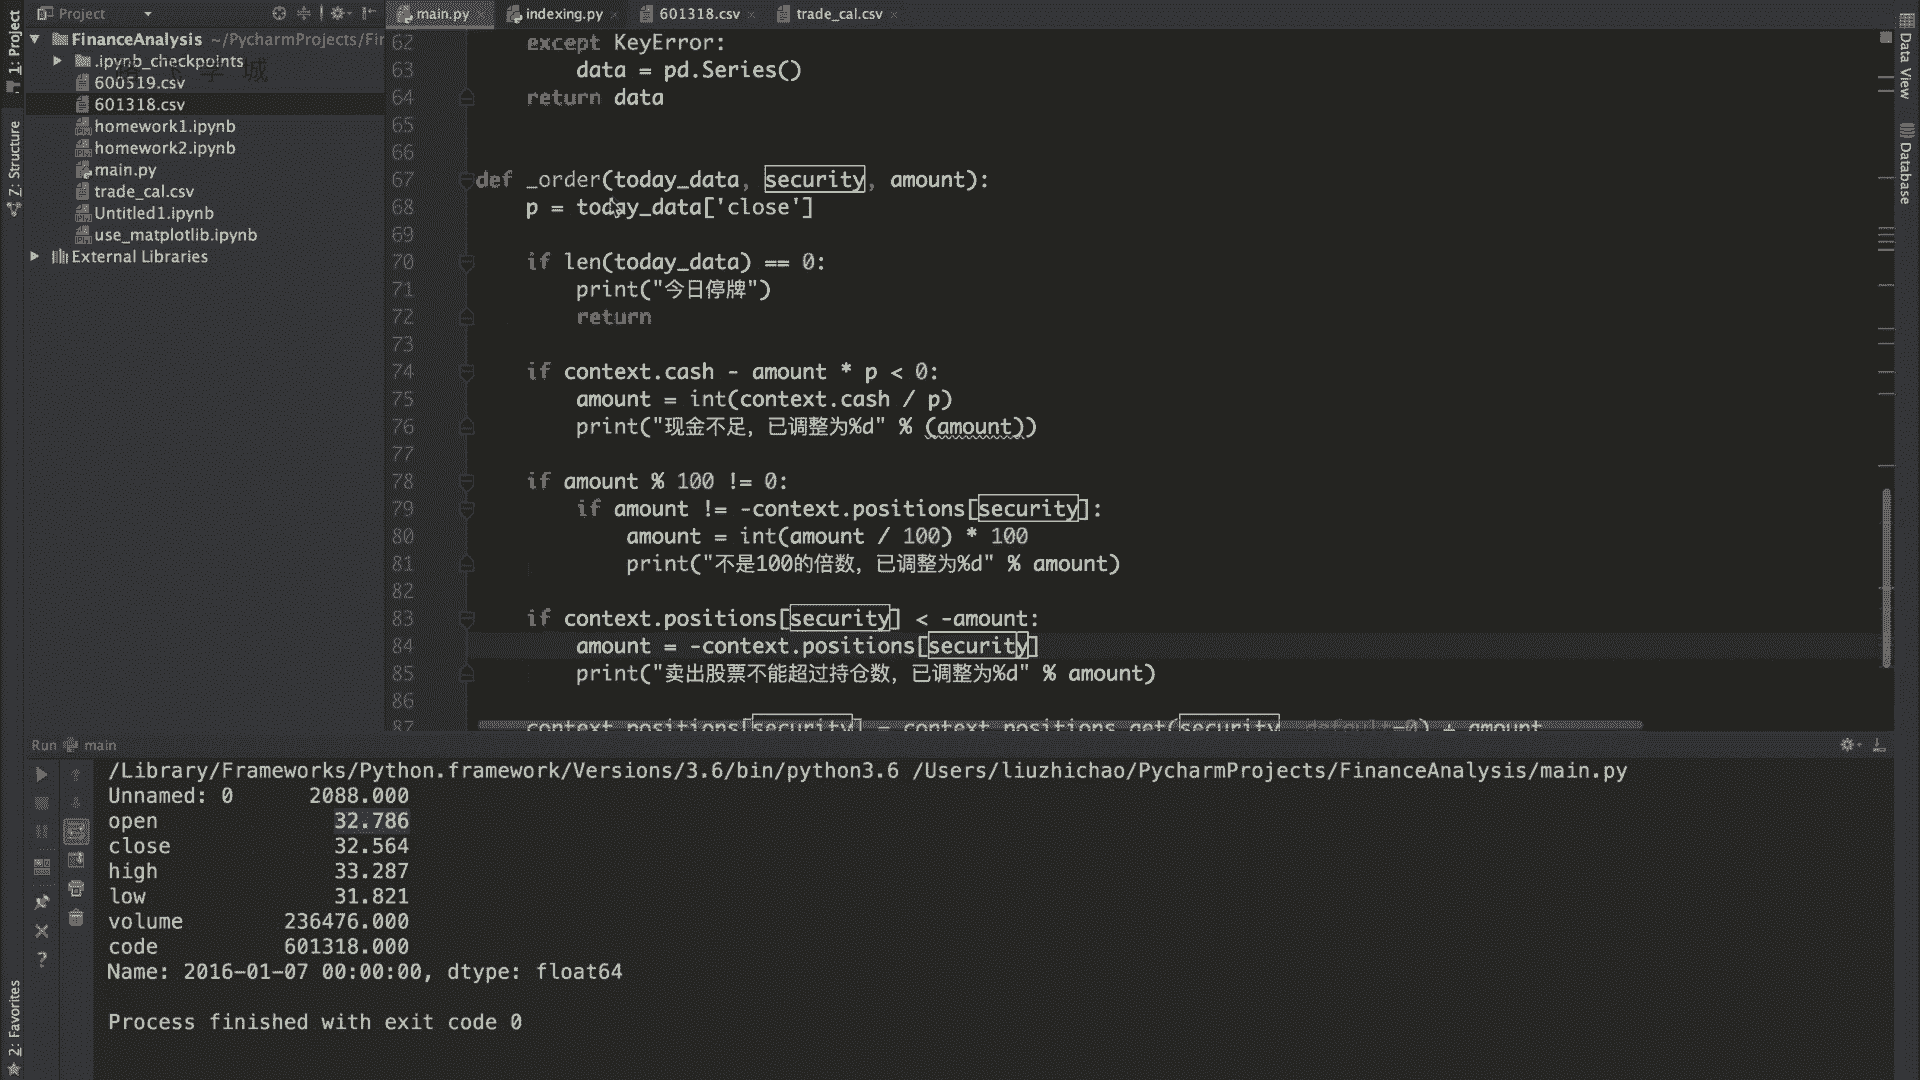 Project
main.py
indexing.py
601318.csv
trade_cal.csv
1: Project
Z: Structure
2: Favorites
Data View
Database
FinanceAnalysis ~/PycharmProjects/Fir
.ipynb_checkpoints
600519.csv
601318.csv
homework1.ipynb
homework2.ipynb
main.py
trade_cal.csv
Untitled1.ipynb
use_matplotlib.ipynb
External Libraries
62 except KeyError:
63 data = pd.Series()
64 return data
65
66
67 def _order(today_data, security, amount):
68 p = today_data['close']
69
70 if len(today_data) == 0:
71 print("今日停牌")
72 return
73
74 if context.cash - amount * p < 0:
75 amount = int(context.cash / p)
76 print("现金不足，已调整为%d" % (amount))
77
78 if amount % 100 != 0:
79 if amount != -context.positions[security]:
80 amount = int(amount / 100) * 100
81 print("不是100的倍数，已调整为%d" % amount)
82
83 if context.positions[security] < -amount:
84 amount = -context.positions[security]
85 print("卖出股票不能超过持仓数，已调整为%d" % amount)
86
87 context.positions[security] = context.positions.get(security, default=0) + amount
Run main
/Library/Frameworks/Python.framework/Versions/3.6/bin/python3.6 /Users/liuzhichao/PycharmProjects/FinanceAnalysis/main.py
Unnamed: 0 2088.000
open 32.786
close 32.564
high 33.287
low 31.821
volume 236476.000
code 601318.000
Name: 2016-01-07 00:00:00, dtype: float64
Process finished with exit code 0